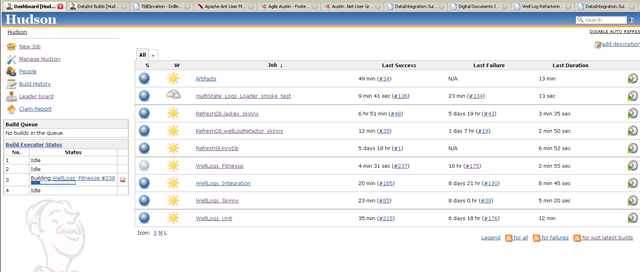 Dashboard [Hud...
DataInt Builds [Hud...
TblElevation - Drillin...
Apache Ant User M...
Agile Austin - Poste...
Austin .Net User G...
DataIntegration.Sui...
Digital Documents I...
Well Log Refactorin...
DataIntegration.Sui...
Hudson
search
Hudson
DISABLE AUTO REFRES
New Job
Manage Hudson
People
Build History
Leader board
Claim Report
Build Queue
No builds in the queue.
Build Executor Status
No. Status
1 Idle
2 Idle
3 Building WellLogs_Fitnesse #238
4 Idle
add description
All +
S W Job ↓ Last Success Last Failure Last Duration
Artifacts 49 min (#34) N/A 13 min
multiState_Logs_Loader_smoke_test 9 min 41 sec (#136) 23 min (#134) 13 sec
RefreshDb.lackey_skinny 6 hr 51 min (#48) 5 days 19 hr (#43) 3 min 35 sec
RefreshDb.wellLogRefactor_skinny 12 min (#35) 1 day 7 hr (#19) 2 min 50 sec
RefreshSkinnyDb 5 days 18 hr (#1) N/A 6 min 52 sec
WellLogs_Fitnesse 4 min 31 sec (#237) 16 hr (#175) 2 min 55 sec
WellLogs_Integration 20 min (#185) 8 days 21 hr (#130) 8 min 45 sec
WellLogs_Skinny 23 min (#85) 8 days 0 hr (#39) 5 min 20 sec
WellLogs_Unit 35 min (#215) 6 days 18 hr (#176) 12 min
Icon: S M L
Legend for all for failures for just latest builds